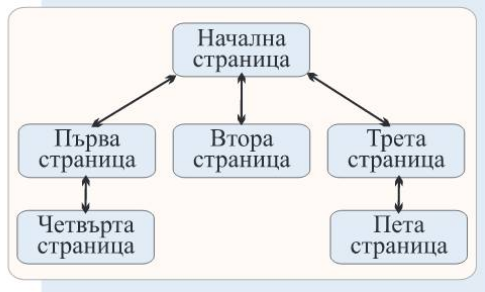 Начална
страница
Първа
страница
Втора
страница
Трета
страница
Четвърта
страница
Пета
страница